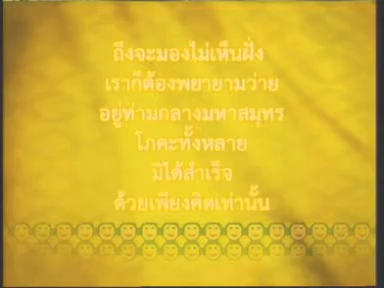 ถึงจะมองไม่เห็นฝั่ง
เราก็ต้องพยายามว่าย
อยู่ท่ามกลางมหาสมุทร
โภคะทั้งหลาย
มิได้สำเร็จ
ด้วยเพียงคิดเท่านั้น